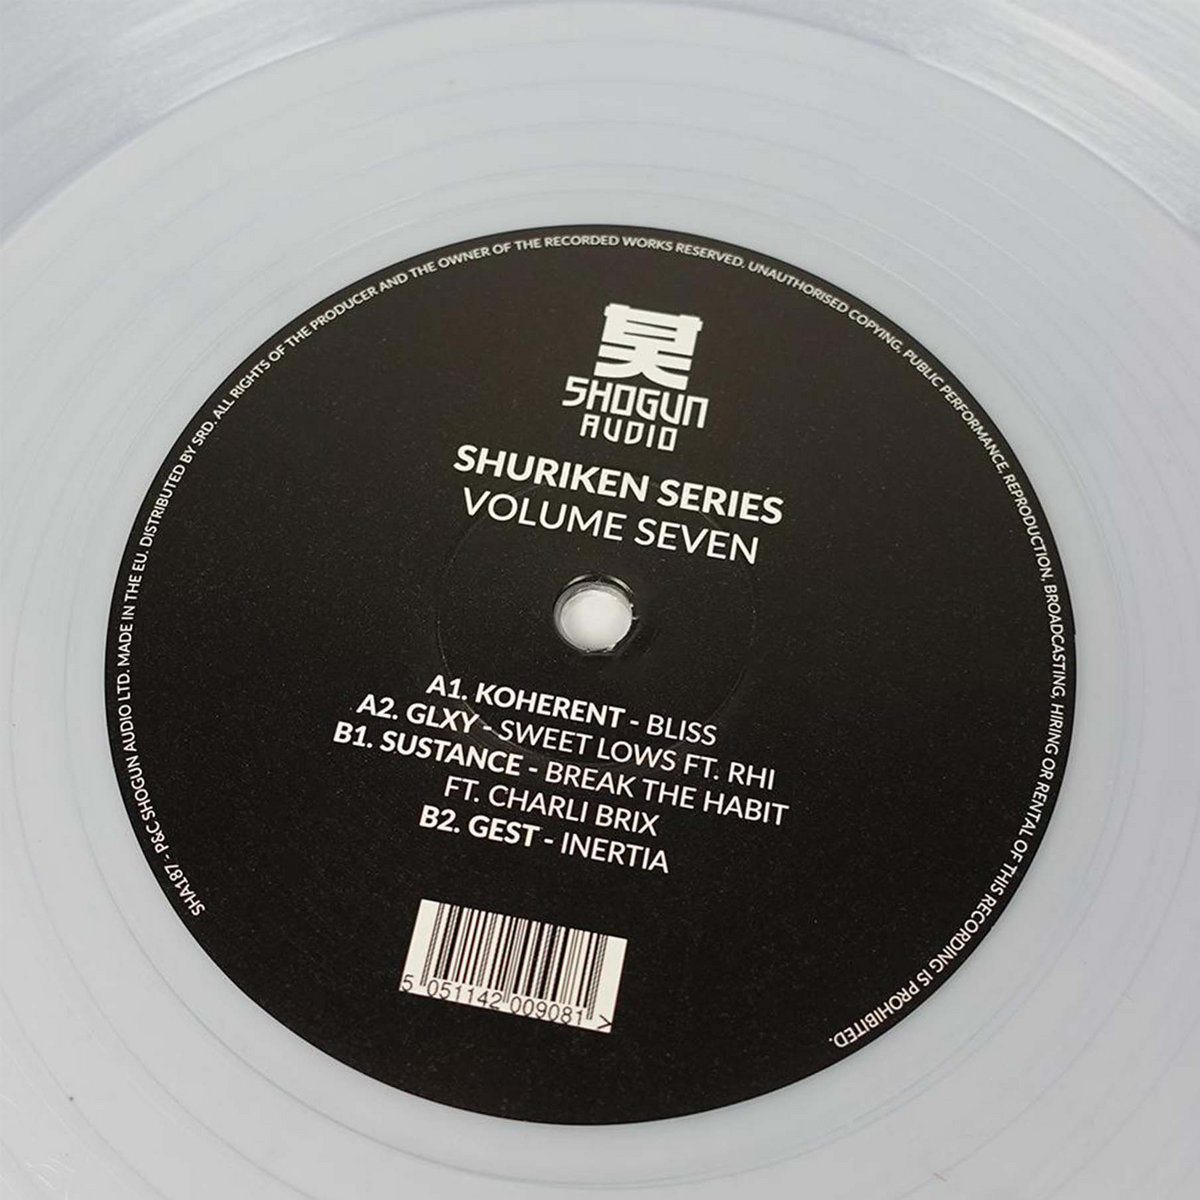 SHA187 - P&C SHOGUN AUDIO LTD. MADE IN THE EU. DISTRIBUTED BY SRD. ALL RIGHTS OF THE PRODUCER AND THE OWNER OF THE RECORDED WORKS RESERVED. UNAUTHORISED COPYING, PUBLIC PERFORMANCE, REPRODUCTION, BROADCASTING, HIRING OR RENTAL OF THIS RECORDING IS PROHIBITED.
SHOGUN
AUDIO
SHURIKEN SERIES
VOLUME SEVEN
A1. KOHERENT - BLISS
A2. GLXY - SWEET LOWS FT. RHI
B1. SUSTANCE - BREAK THE HABIT
FT. CHARLI BRIX
B2. GEST - INERTIA
5 051142 009081 >